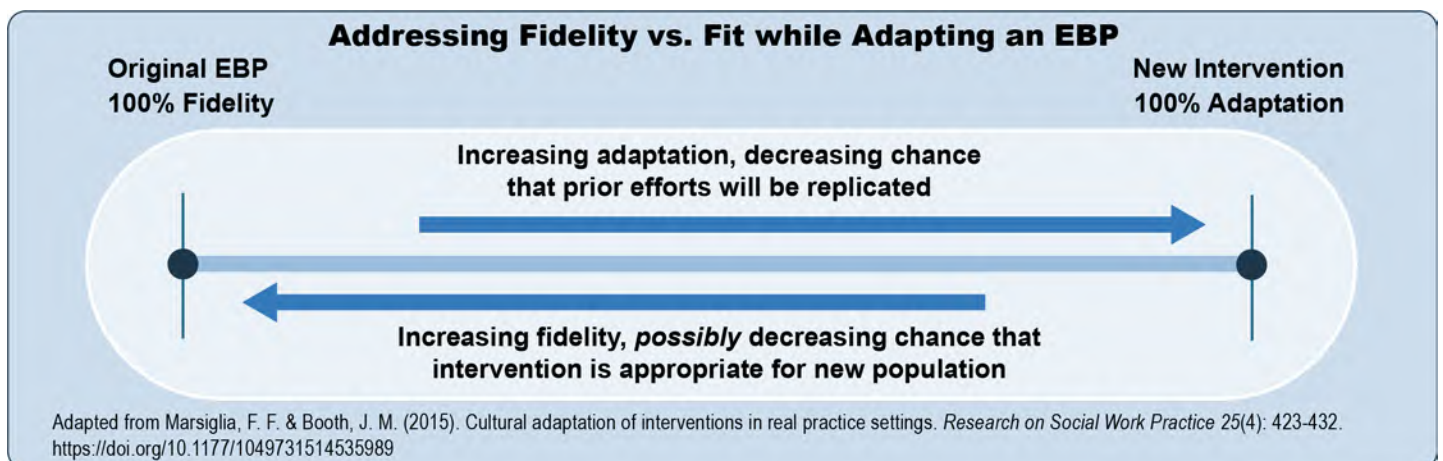 Addressing Fidelity vs. Fit while Adapting an EBP
Original EBP
100% Fidelity
New Intervention
100% Adaptation
Increasing adaptation, decreasing chance
that prior efforts will be replicated
Increasing fidelity, possibly decreasing chance that
intervention is appropriate for new population
Adapted from Marsiglia, F. F. & Booth, J. M. (2015). Cultural adaptation of interventions in real practice settings. Research on Social Work Practice 25(4): 423-432.
https://doi.org/10.1177/1049731514535989